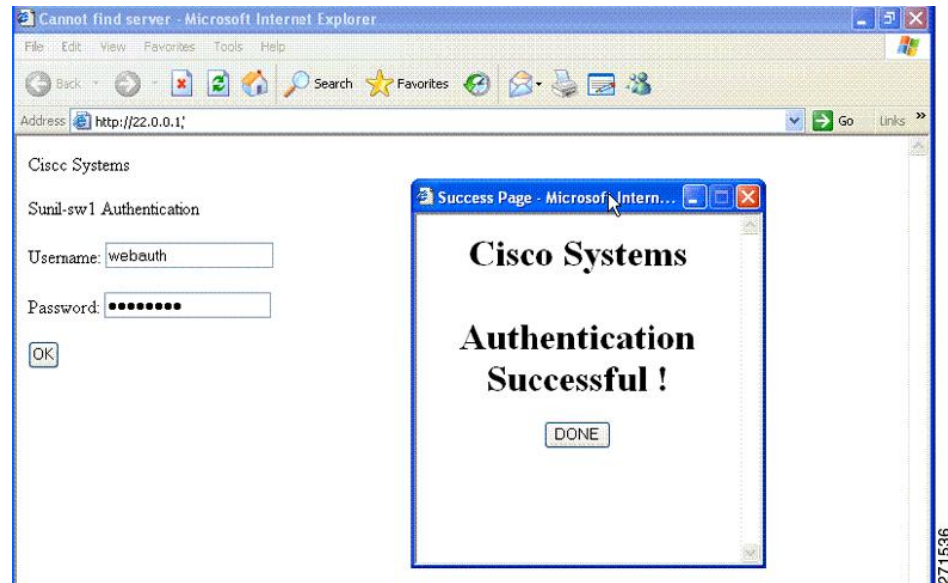 Cannot find server - Microsoft Internet Explorer
File Edit View Favorites Tools Help
Back Search Favorites
Address http://22.0.0.1;' Go Links »
Ciscc Systems
Sunil-sw1 Authentication
Username: webauth
Password: ●●●●●●●●
OK
Success Page - Microsoft Intern...
Cisco Systems
Authentication
Successful !
DONE
271536